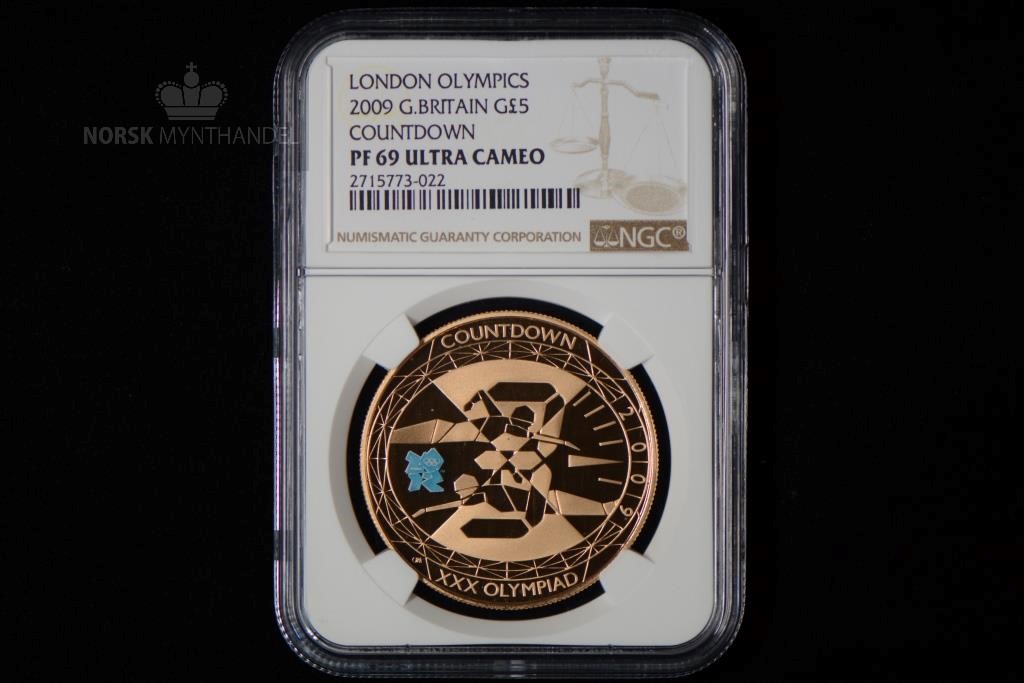 NORSK MYNTHANDEL
LONDON OLYMPICS
2009 G.BRITAIN G£5
COUNTDOWN
PF 69 ULTRA CAMEO
2715773-022
NUMISMATIC GUARANTY CORPORATION
NGC®
COUNTDOWN
2009
XXX OLYMPIAD